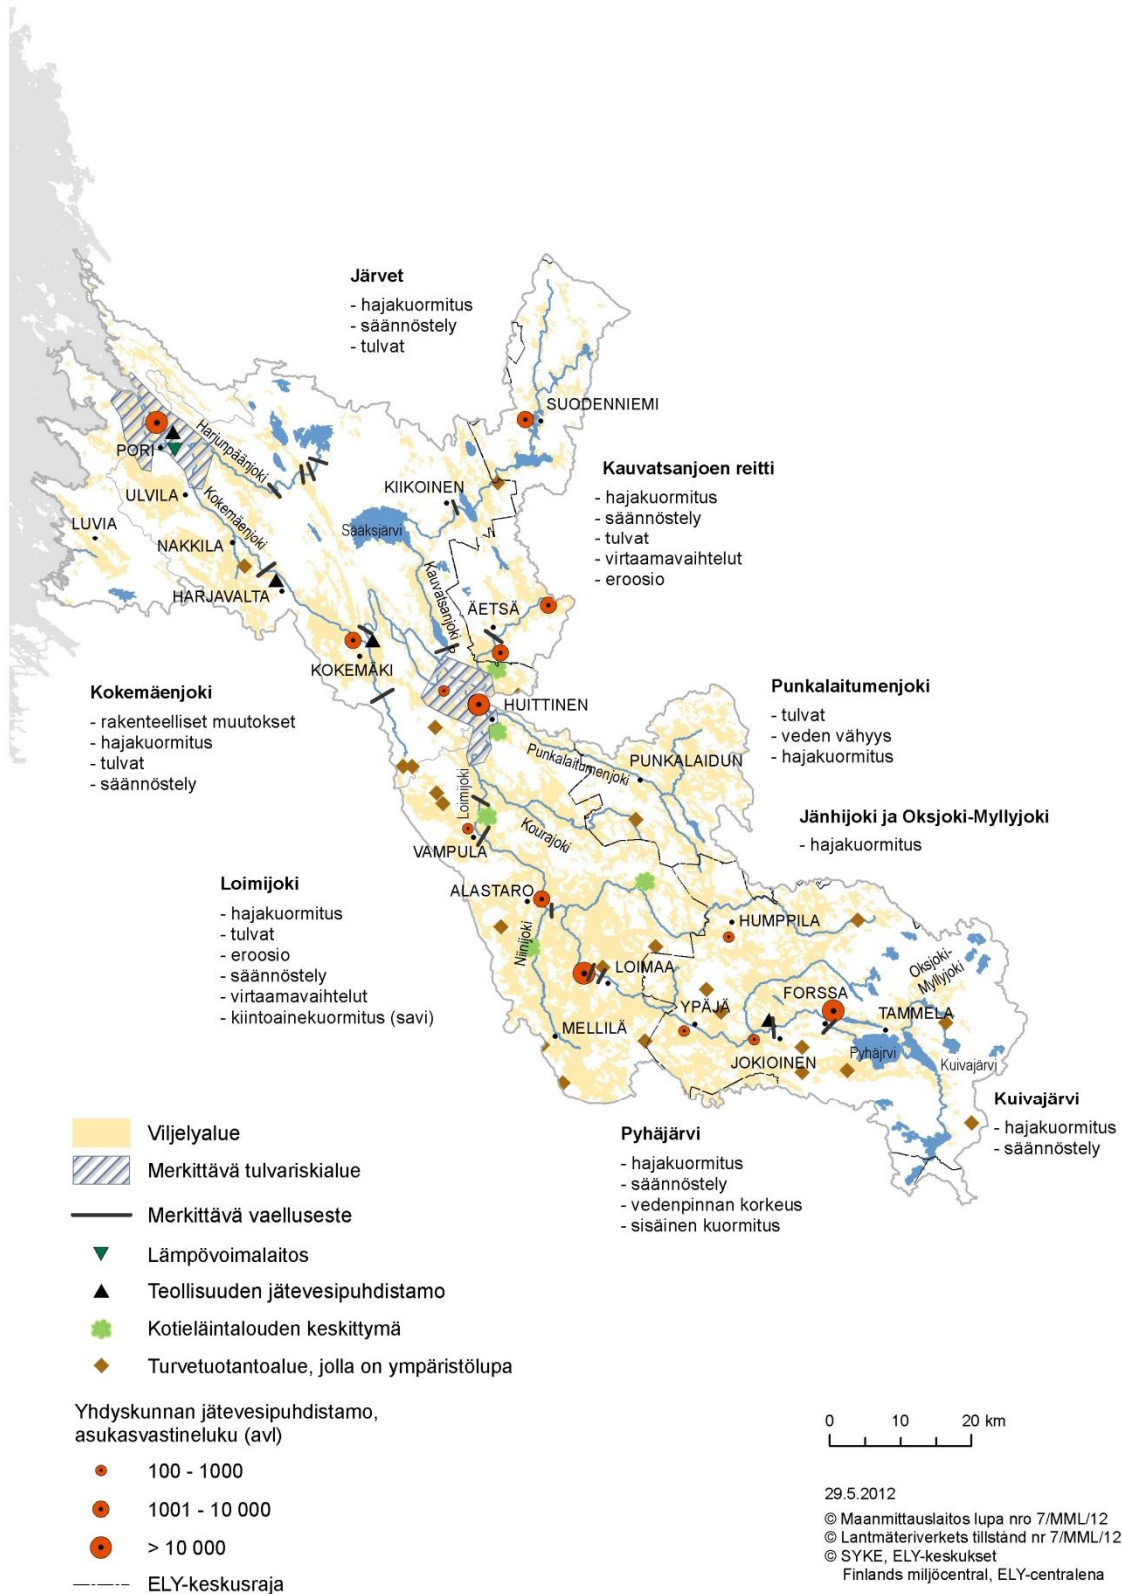 Järvet
- hajakuormitus
- säännöstely
- tulvat
SUODENNIEMI
Harjunpäänjoki
PORI
Kauvatsanjoen reitti
- hajakuormitus
- säännöstely
- tulvat
- virtaamavaihtelut
- eroosio
KIIKOINEN
ULVILA
Kokemäenjoki
LUVIA
Sääksjärvi
NAKKILA
Kauvatsanjoki
HARJAVALTA
ÄETSÄ
KOKEMÄKI
Kokemäenjoki
- rakenteelliset muutokset
- hajakuormitus
- tulvat
- säännöstely
HUITTINEN
Punkalaitumenjoki
- tulvat
- veden vähyys
- hajakuormitus
Punkalaitumenjoki
PUNKALAIDUN
Loimijoki
Kourajoki
VAMPULA
Jänhijoki ja Oksjoki-Myllyjoki
- hajakuormitus
Loimijoki
- hajakuormitus
- tulvat
- eroosio
- säännöstely
- virtaamavaihtelut
- kiintoainekuormitus (savi)
ALASTARO
HUMPPILA
Niinijoki
LOIMAA
Oksjoki-
Myllyjoki
FORSSA
YPÄJÄ
TAMMELA
MELLILÄ
JOKIOINEN
Pyhäjrvi
Kuivajärvi
Kuivajärvi
- hajakuormitus
- säännöstely
Pyhäjärvi
- hajakuormitus
- säännöstely
- vedenpinnan korkeus
- sisäinen kuormitus
Viljelyalue
Merkittävä tulvariskialue
Merkittävä vaelluseste
Lämpövoimalaitos
Teollisuuden jätevesipuhdistamo
Kotieläintalouden keskittymä
Turvetuotantoalue, jolla on ympäristölupa
Yhdyskunnan jätevesipuhdistamo,
asukasvastineluku (avl)
100 - 1000
1001 - 10 000
> 10 000
ELY-keskusraja
0 10 20 km
29.5.2012
© Maanmittauslaitos lupa nro 7/MML/12
© Lantmäteriverkets tillstånd nr 7/MML/12
© SYKE, ELY-keskukset
Finlands miljöcentral, ELY-centralena